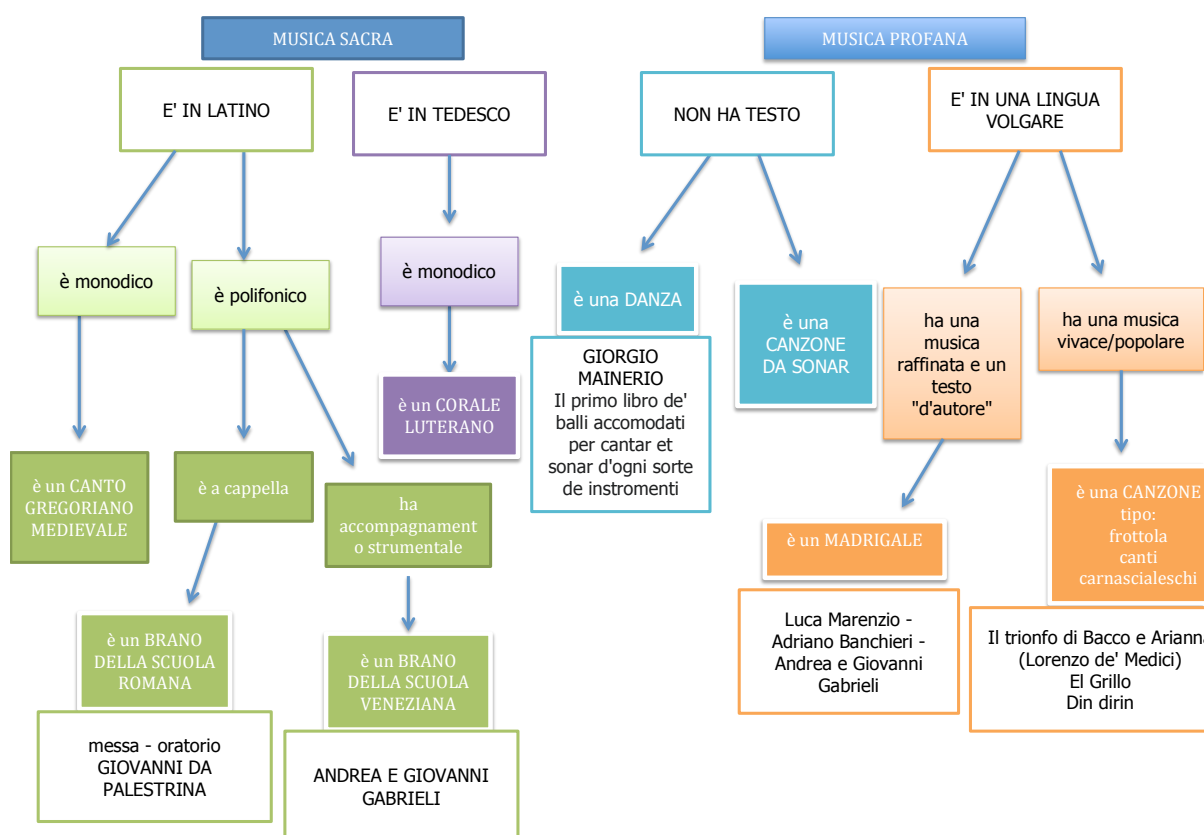 MUSICA SACRA
MUSICA PROFANA
E' IN LATINO
E' IN TEDESCO
NON HA TESTO
E' IN UNA LINGUA
VOLGARE
è monodico
è polifonico
è monodico
è una DANZA
GIORGIO
MAINERIO
Il primo libro de'
balli accomodati
per cantar et
sonar d'ogni sorte
de instromenti
è una
CANZONE
DA SONAR
ha una
musica
raffinata e un
testo
"d'autore"
ha una musica
vivace/popolare
è un CORALE
LUTERANO
è un CANTO
GREGORIANO
MEDIEVALE
è a cappella
ha
accompagnament
o strumentale
è un MADRIGALE
Luca Marenzio -
Adriano Banchieri -
Andrea e Giovanni
Gabrieli
è una CANZONE
tipo:
frottola
canti
carnascialeschi
Il trionfo di Bacco e Arianna
(Lorenzo de' Medici)
El Grillo
Din dirin
è un BRANO
DELLA SCUOLA
ROMANA
messa - oratorio
GIOVANNI DA
PALESTRINA
è un BRANO
DELLA SCUOLA
VENEZIANA
ANDREA E GIOVANNI
GABRIELI